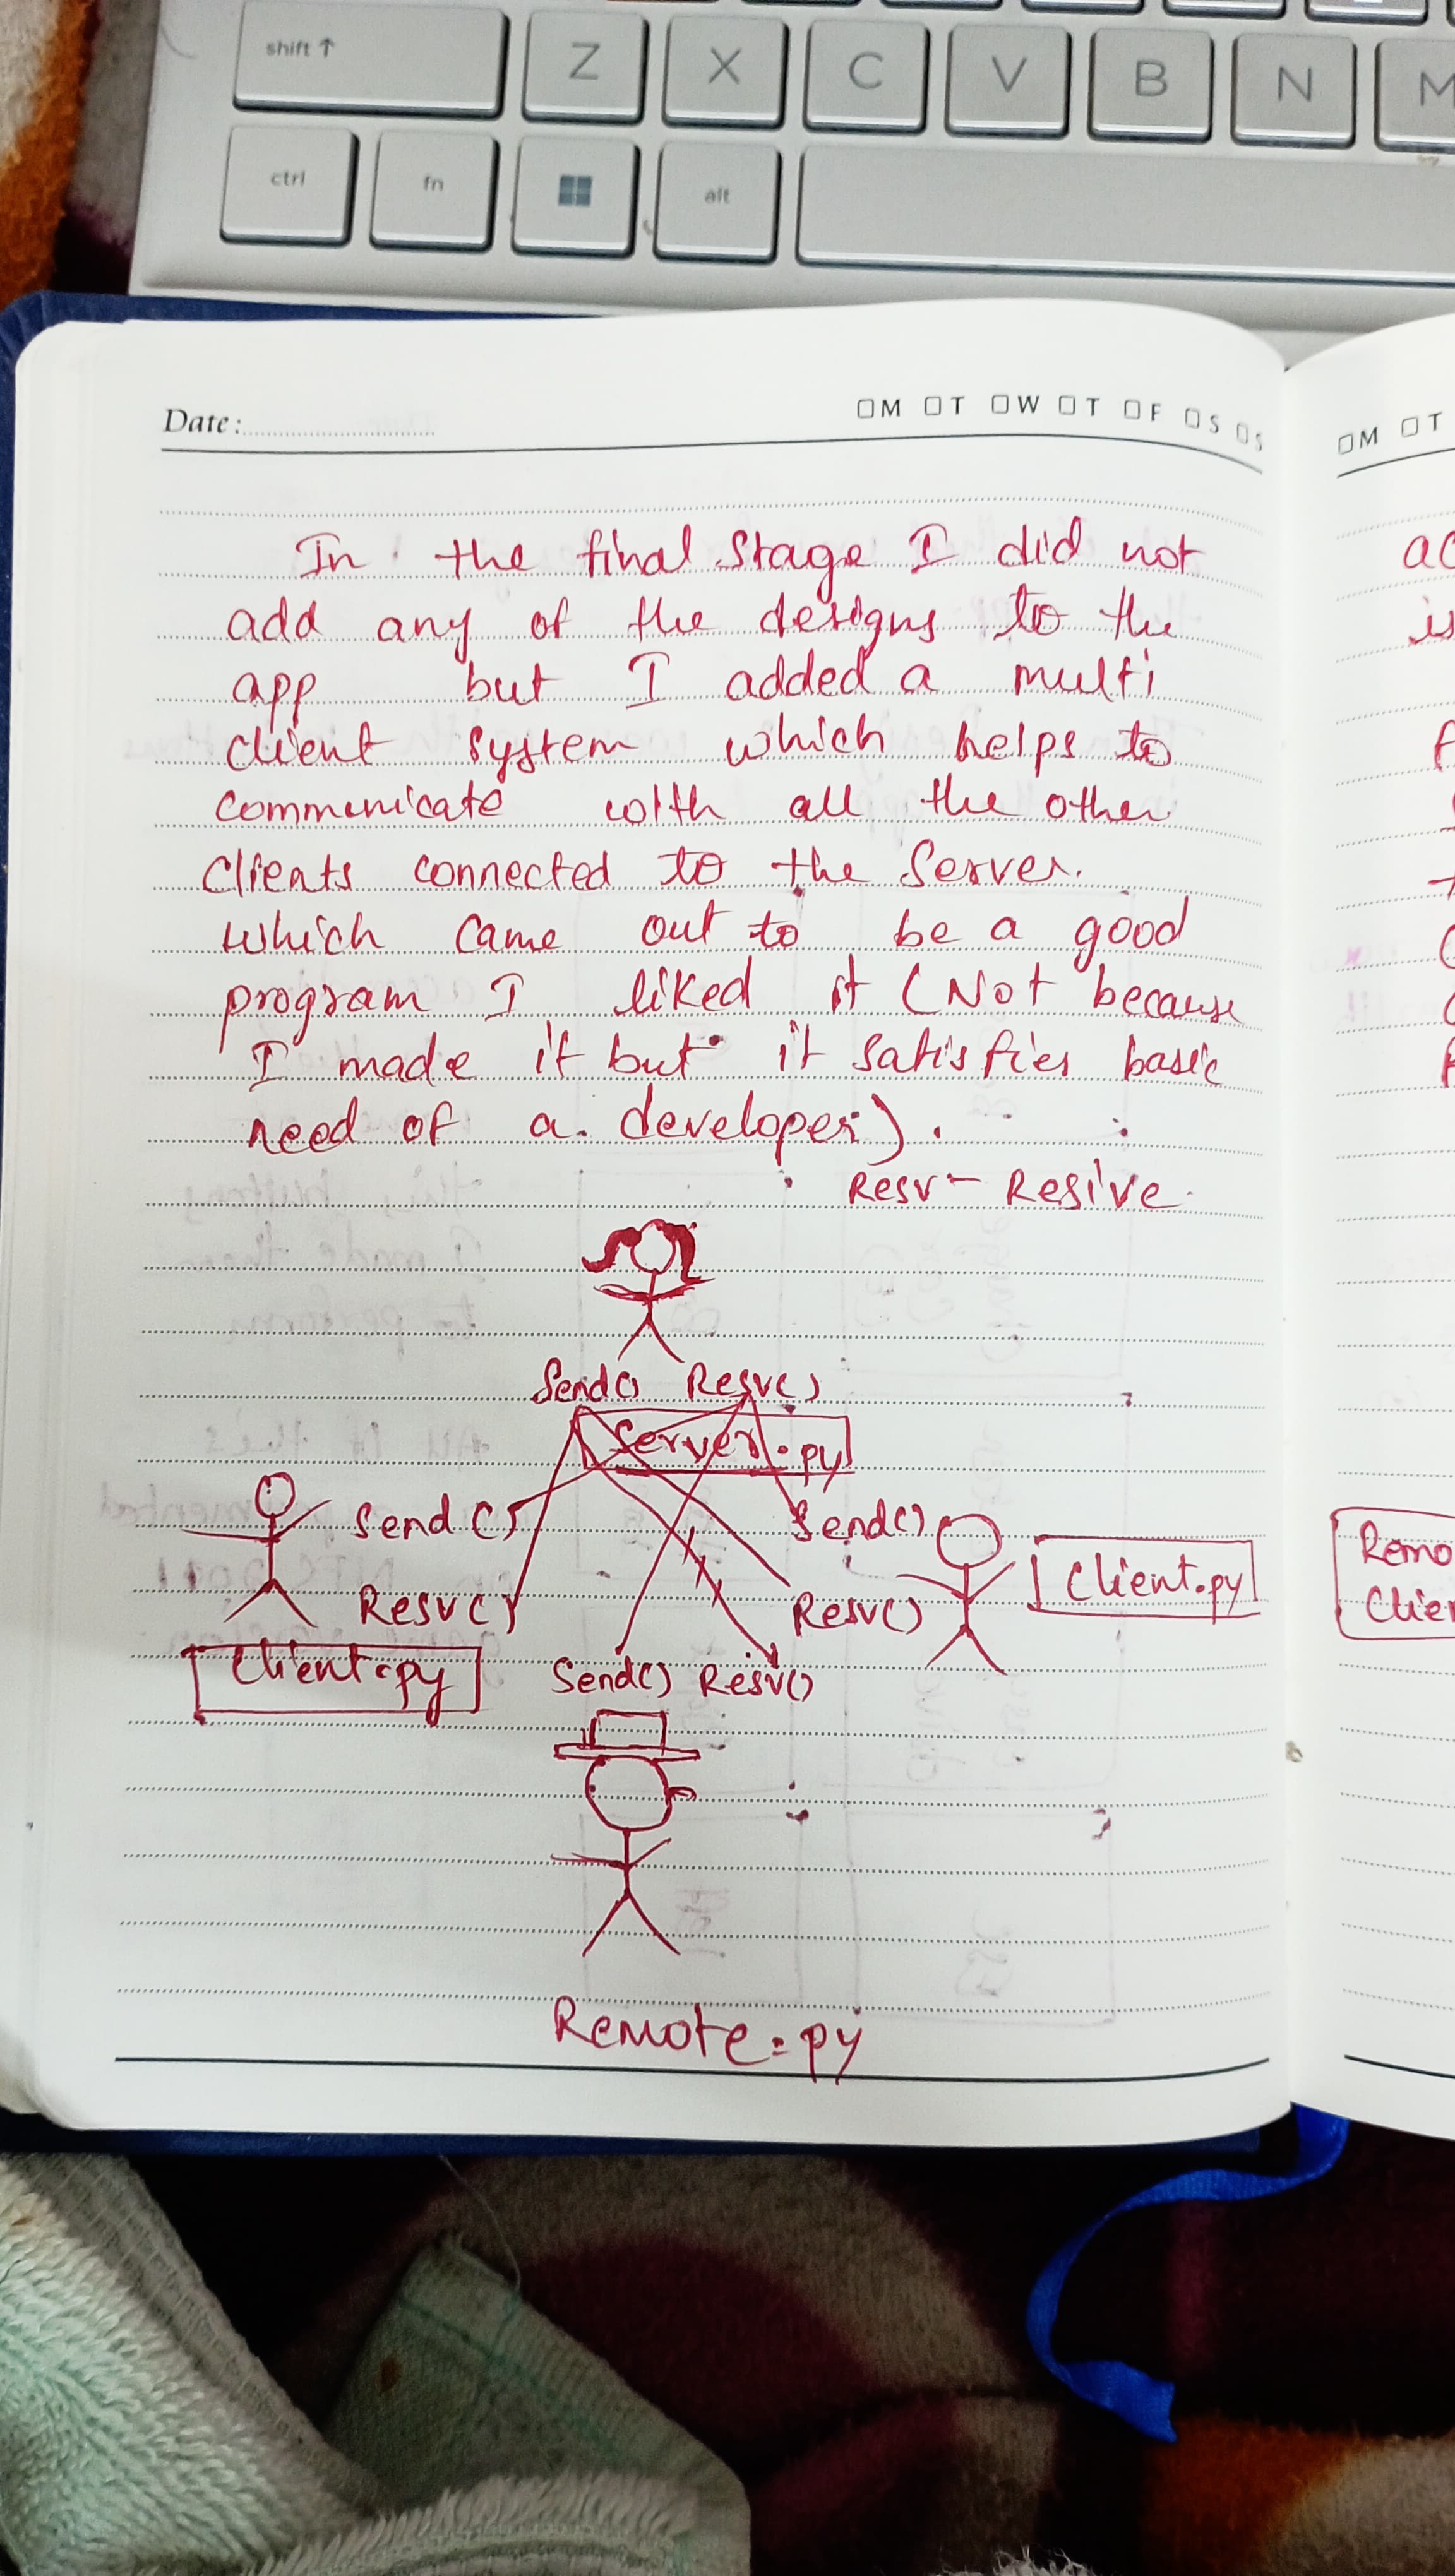 shift ↑ Z X C V B N M
ctrl fn alt
Date: M T W T F S S
M T
In the final stage I did not
add any of the designs to the
app but I added a multi
client system which helps to
communicate with all the other
clients connected to the Server.
which came out to be a good
program I liked it (Not because
I made it but it satisfies basic
need of a developer).
Resv - Resive.
Send() Resv()
Server.py
Send()
Resv()
Client.py
Send()
Resv()
Client.py
Send() Resv()
Remote.py
ac
is
Remo
Clien